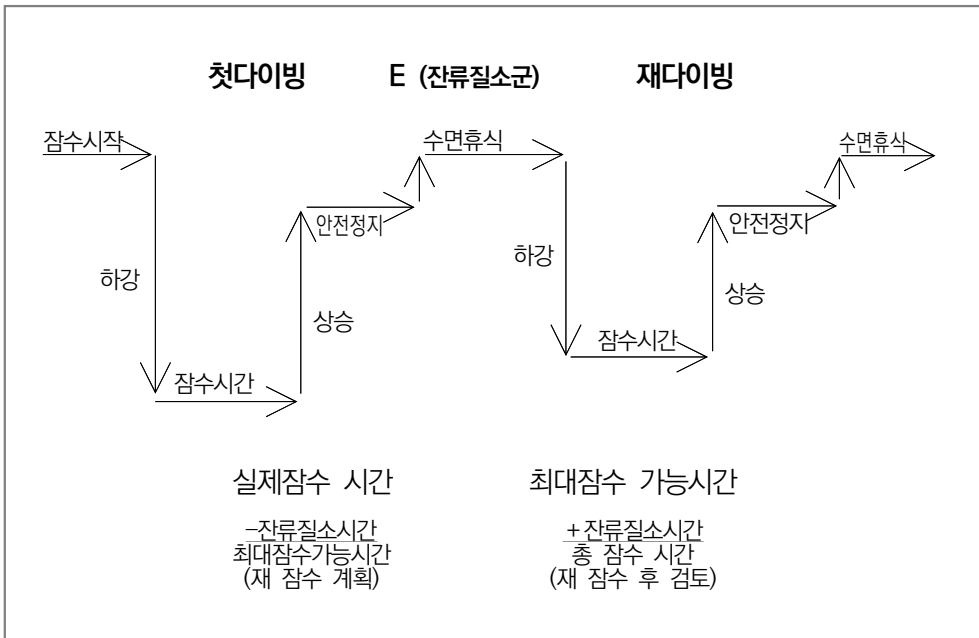 첫다이빙 E (잔류질소군) 재다이빙
잠수시작 수면휴식 수면휴식
안전정지 안전정지
하강 하강
상승 상승
잠수시간 잠수시간
실제잠수 시간 최대잠수 가능시간
-잔류질소시간 +잔류질소시간
최대잠수가능시간 총 잠수 시간
(재 잠수 계획) (재 잠수 후 검토)